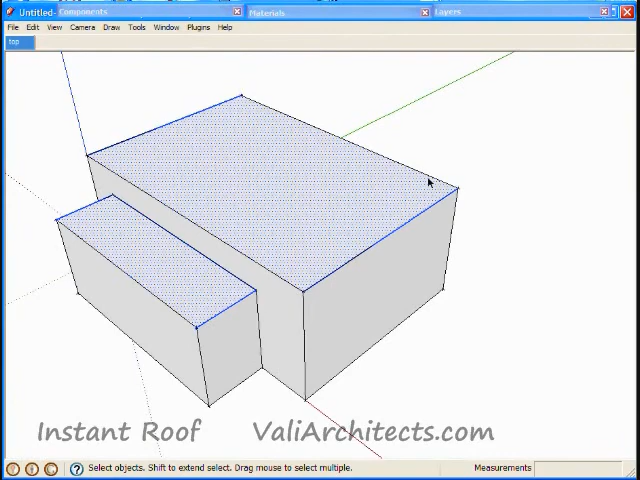 Untitled- Components Materials Layers
File Edit View Camera Draw Tools Window Plugins Help
top
Instant Roof ValiArchitects.com
Select objects. Shift to extend select. Drag mouse to select multiple. Measurements